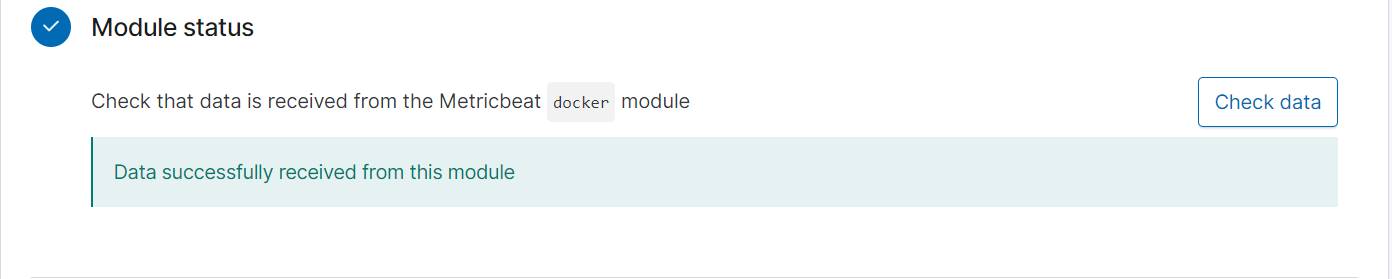 Module status
Check that data is received from the Metricbeat docker module
Check data
Data successfully received from this module